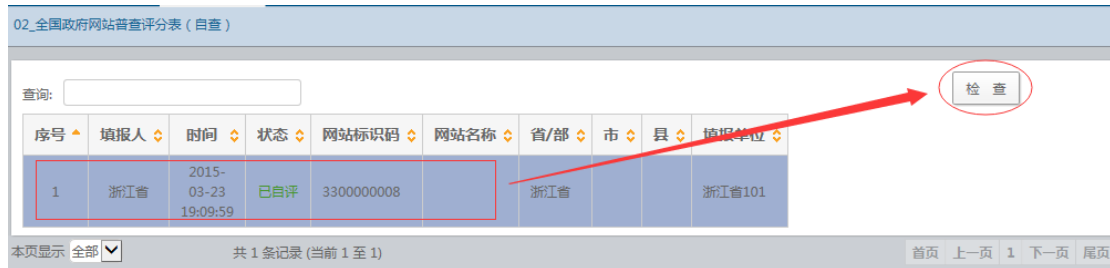 02_全国政府网站普查评分表（自查）
查询:
检 查
序号 填报人 时间 状态 网站标识码 网站名称 省/部 市 县 填报单位
1 浙江省 2015-03-23 19:09:59 已自评 3300000008 浙江省 浙江省101
本页显示 全部 共 1 条记录 (当前 1 至 1) 首页 上一页 1 下一页 尾页